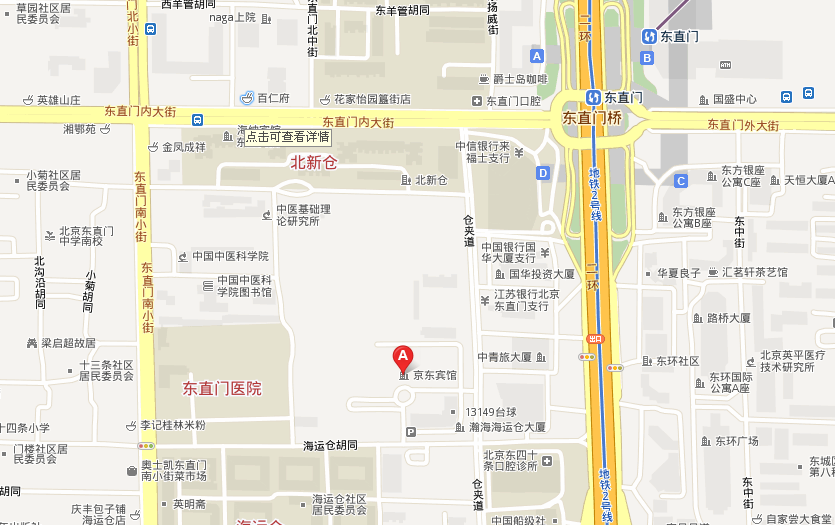 草园社区居
民委员会
门北小街
西羊管胡同
naga上院
直门北中街
东羊管胡同
扬威街
二环
东直门
A
B
爵士岛咖啡
英雄山庄
百仁府
花家怡园簋街店
东直门口腔
东直门
国盛中心
东直门内大街
东直门内大街
东直门桥
东直门外大街
湘鄂苑
金凤成祥
点击可查看详情
中信银行来
福士支行
北新仓
北新仓
D
C
地铁2号线
小菊社区居
民委员会
东直门南小街
东方银座
公寓C座
天恒大厦A
中医基础理
论研究所
仓夹道
东方银座
公寓B座
东中街
北京东直门
中学南校
中国中医科学院
中国银行国
华大厦支行
二环
北沟沿胡同
小菊胡同
东直门南小街
中国中医科
学院图书馆
国华投资大厦
华夏良子
汇名轩茶艺馆
江苏银行北京
东直门支行
路桥大厦
梁启超故居
出口
A
中青旅大厦
十三条社区
居民委员会
东直门医院
京东宾馆
东环社区
北京英平医疗
技术研究所
东环国际
公寓A座
13149台球
十四条小学
李记桂林米粉
P
瀚海海运仓大厦
海运仓胡同
东环广场
门楼社区居
民委员会
奥士凯东直门
南小街菜市场
北京东四十
条口腔诊所
东城区
第八
胡同
英明斋
海运仓社区
居民委员会
仓夹道
地铁2号线
东中街
庆丰包子铺
海运仓店
海运仓
中国船级社
自家尝大食堂